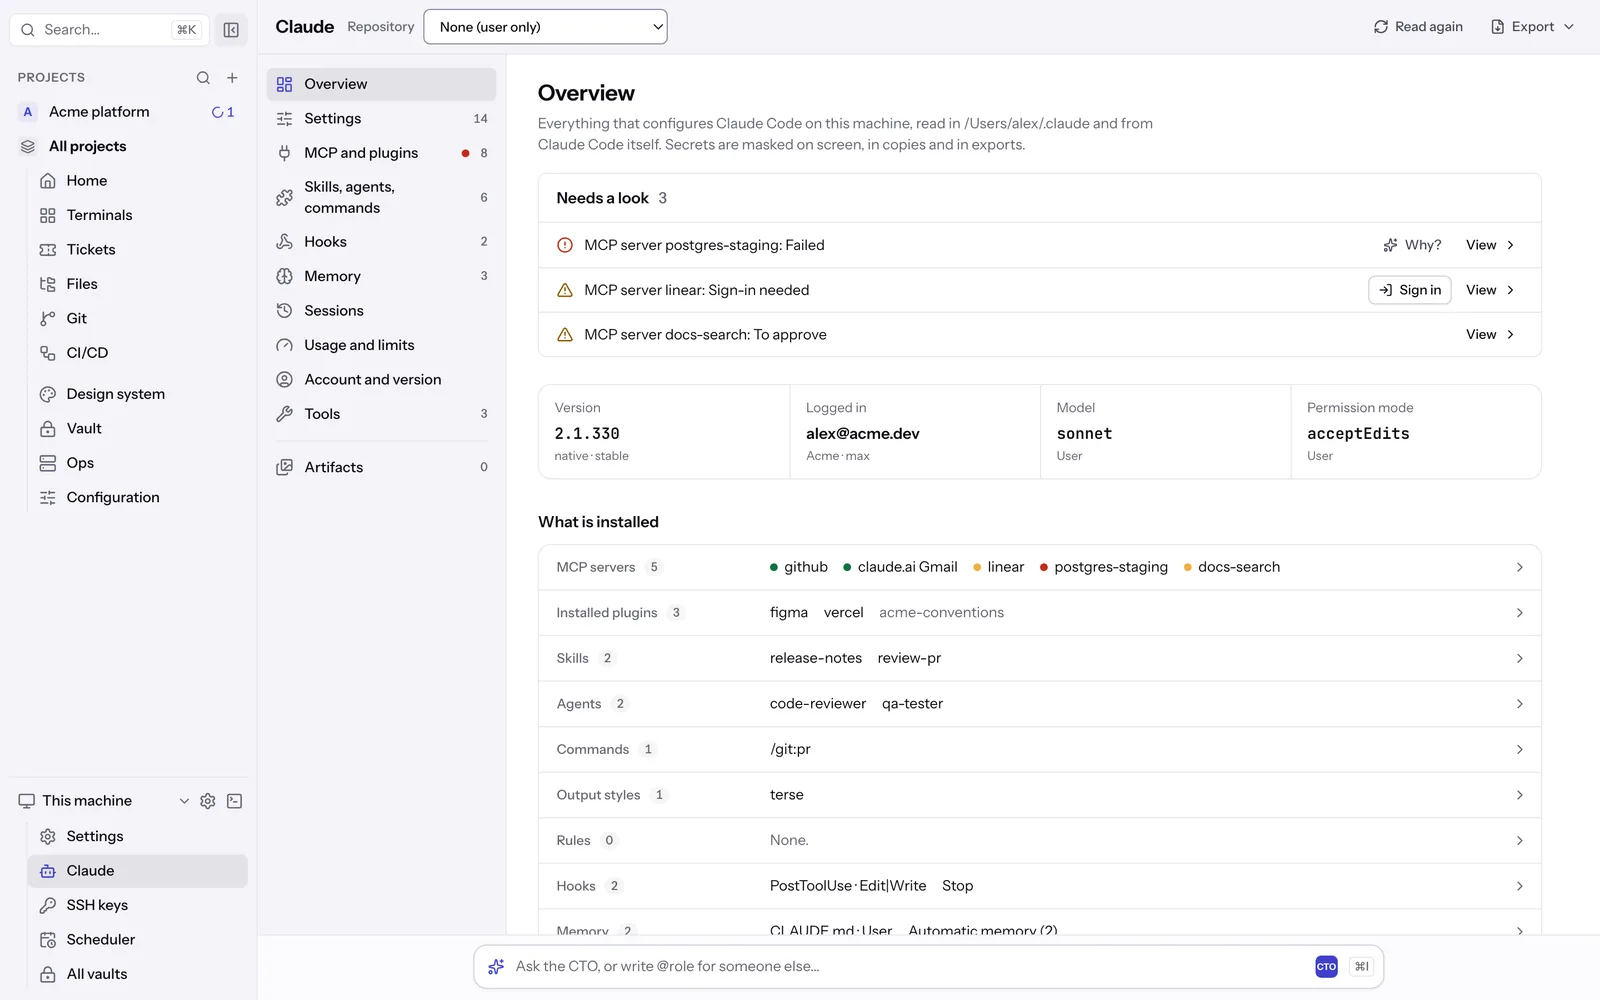 Search...
⌘K
PROJECTS
A
Acme platform
1
All projects
Home
Terminals
Tickets
Files
Git
CI/CD
Design system
Vault
Ops
Configuration
This machine
Settings
Claude
SSH keys
Scheduler
All vaults
Claude
Repository
None (user only)
Read again
Export
Overview
Settings 14
MCP and plugins 8
Skills, agents,
commands 6
Hooks 2
Memory 3
Sessions
Usage and limits
Account and version
Tools 3
Artifacts 0
Overview
Everything that configures Claude Code on this machine, read in /Users/alex/.claude and from
Claude Code itself. Secrets are masked on screen, in copies and in exports.
Needs a look 3
MCP server postgres-staging: Failed Why? View
MCP server linear: Sign-in needed Sign in View
MCP server docs-search: To approve View
Version
2.1.330
native · stable
Logged in
alex@acme.dev
Acme · max
Model
sonnet
User
Permission mode
acceptEdits
User
What is installed
MCP servers 5 github claude.ai Gmail linear postgres-staging docs-search
Installed plugins 3 figma vercel acme-conventions
Skills 2 release-notes review-pr
Agents 2 code-reviewer qa-tester
Commands 1 /git:pr
Output styles 1 terse
Rules 0 None.
Hooks 2 PostToolUse · Edit|Write Stop
Memory 2 CLAUDE.md · User Automatic memory (2)
Ask the CTO, or write @role for someone else...
CTO
⌘I